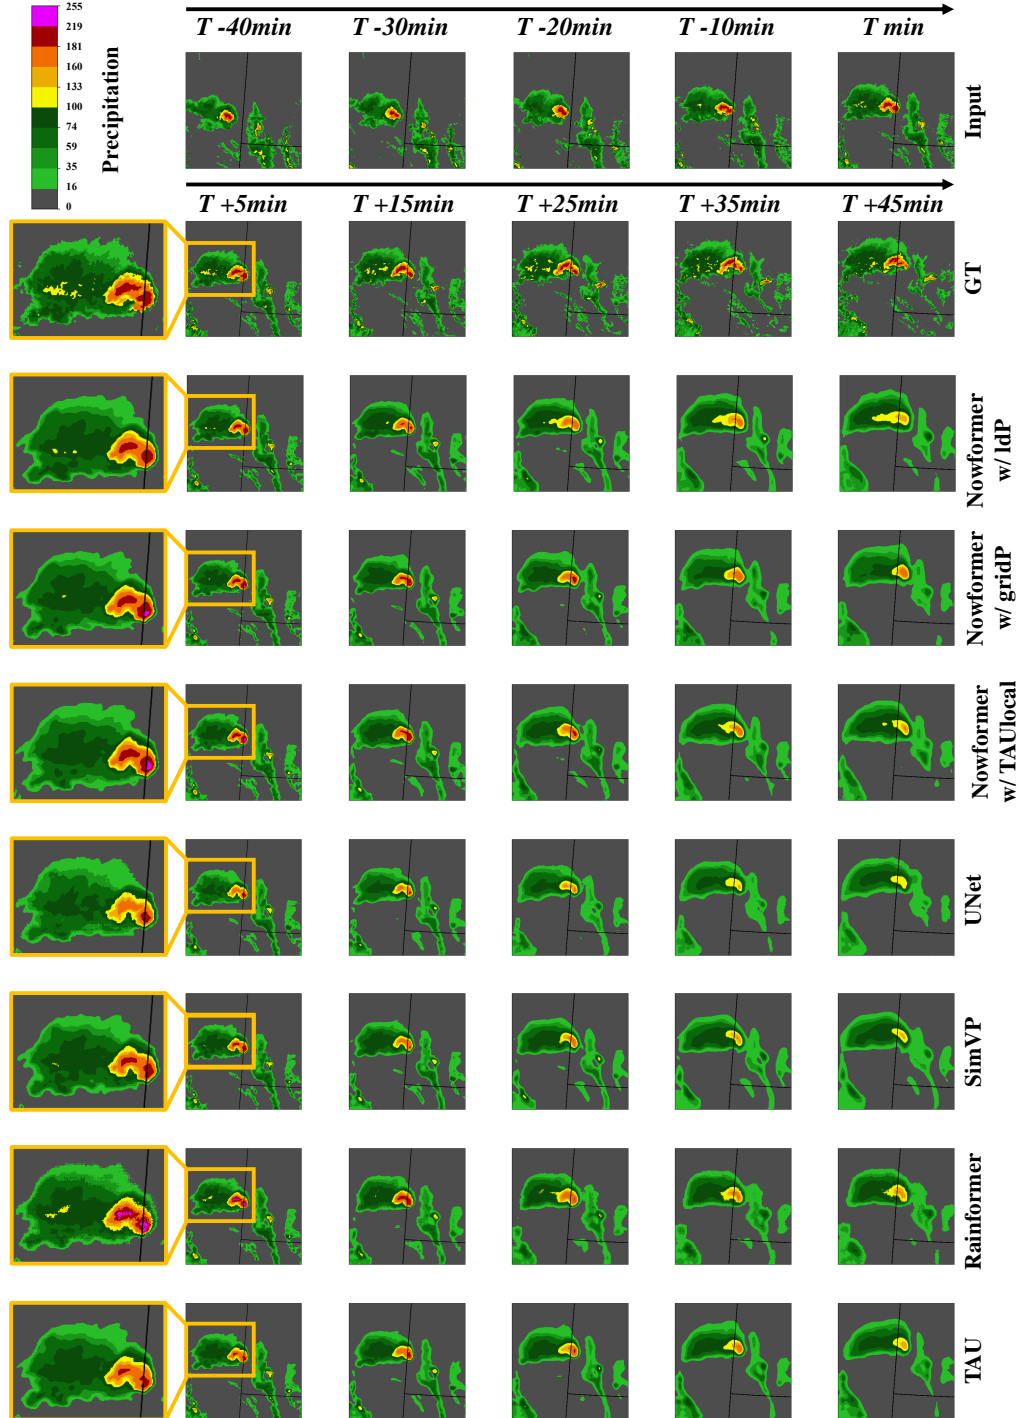 255
219
181
160
133
100
74
59
35
16
0
Precipitation
T -40min
T -30min
T -20min
T -10min
T min
Input
T +5min
T +15min
T +25min
T +35min
T +45min
GT
Nowformer
w/ ldP
Nowformer
w/ gridP
Nowformer
w/ TAUlocal
UNet
SimVP
Rainformer
TAU